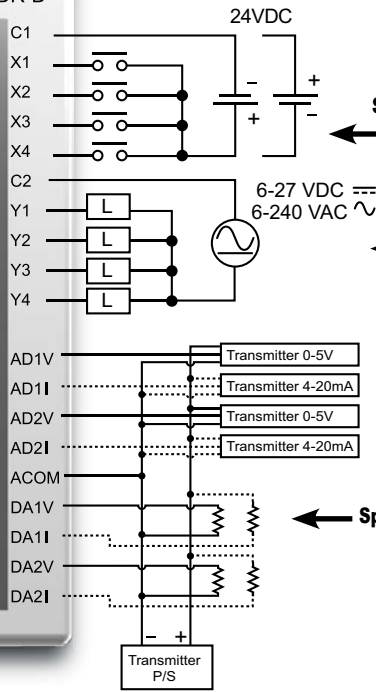 24VDC
C1
X1
X2
X3
X4
– +
+ –
C2
6-27 VDC
6-240 VAC
Y1 L
Y2 L
Y3 L
Y4 L
AD1V Transmitter 0-5V
AD1I Transmitter 4-20mA
AD2V Transmitter 0-5V
AD2I Transmitter 4-20mA
ACOM
DA1V
DA1I
DA2V
DA2I
– +
Transmitter
P/S